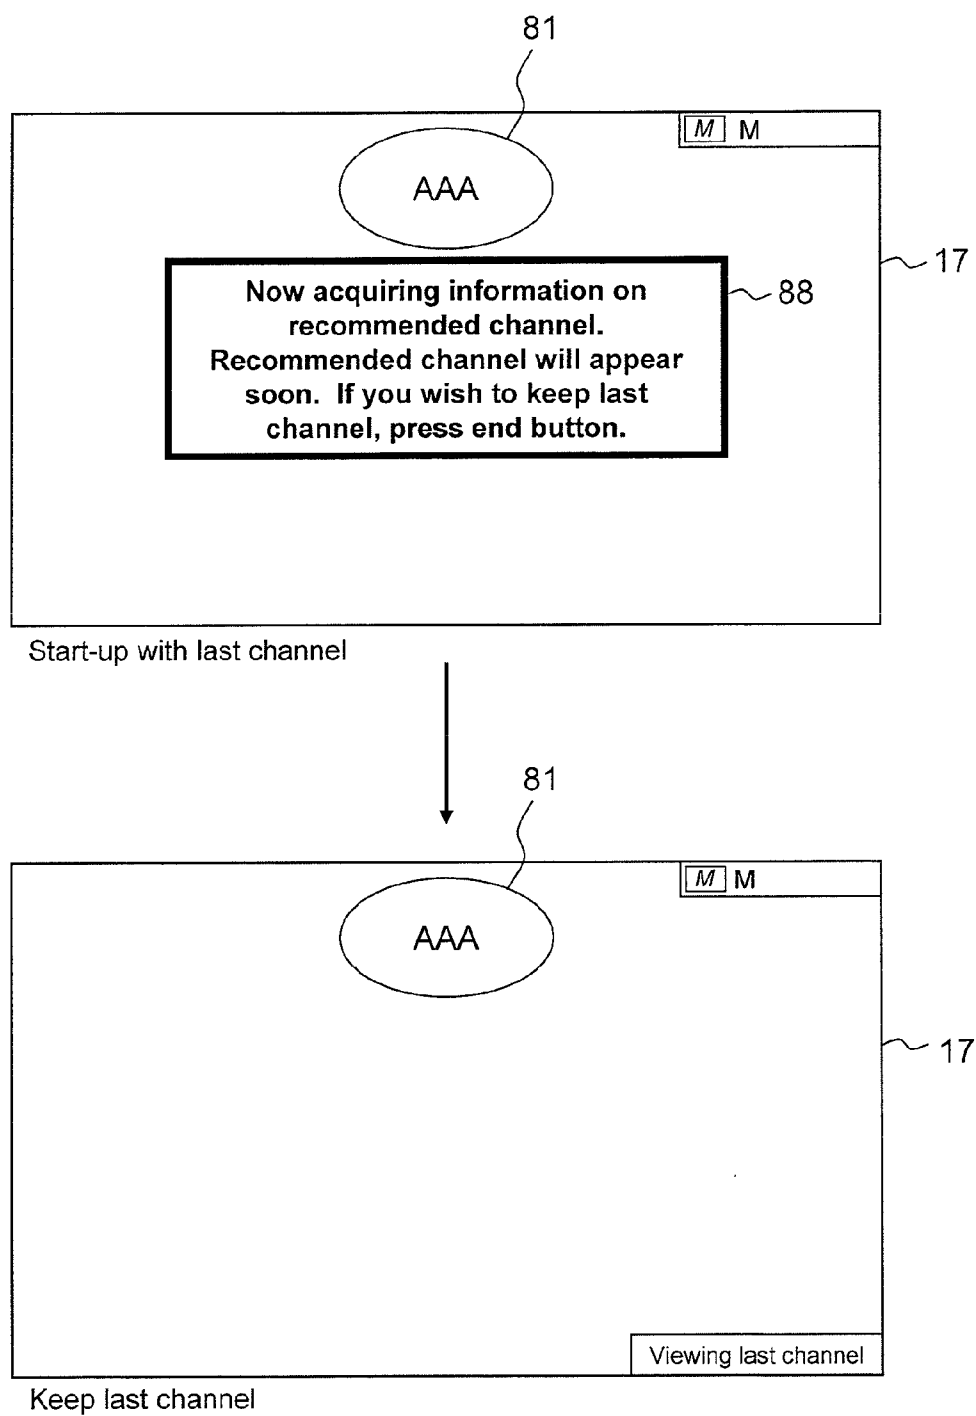 81
M M
AAA
17
88
Now acquiring information on
recommended channel.
Recommended channel will appear
soon. If you wish to keep last
channel, press end button.
Start-up with last channel
81
M M
AAA
17
Viewing last channel
Keep last channel